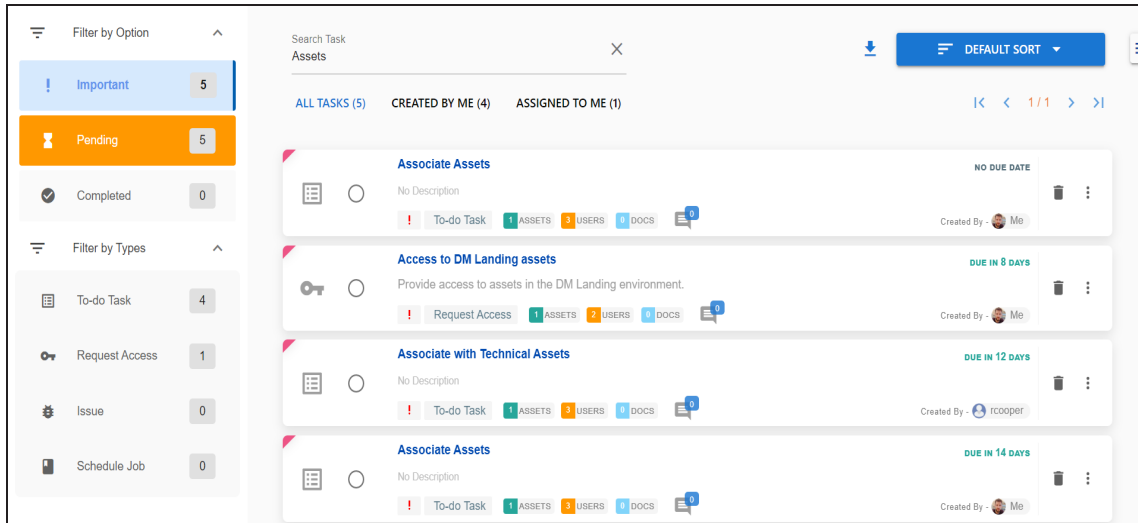 Filter by Option
Important 5
Pending 5
Completed 0
Filter by Types
To-do Task 4
Request Access 1
Issue 0
Schedule Job 0
Search Task
Assets
DEFAULT SORT
ALL TASKS (5) CREATED BY ME (4) ASSIGNED TO ME (1) 1 / 1
Associate Assets NO DUE DATE
No Description
! To-do Task 1 ASSETS 3 USERS 0 DOCS 0 Created By - Me
Access to DM Landing assets DUE IN 8 DAYS
Provide access to assets in the DM Landing environment.
! Request Access 1 ASSETS 2 USERS 0 DOCS 0 Created By - Me
Associate with Technical Assets DUE IN 12 DAYS
No Description
! To-do Task 1 ASSETS 3 USERS 0 DOCS 0 Created By - rcooper
Associate Assets DUE IN 14 DAYS
No Description
! To-do Task 1 ASSETS 3 USERS 0 DOCS 0 Created By - Me